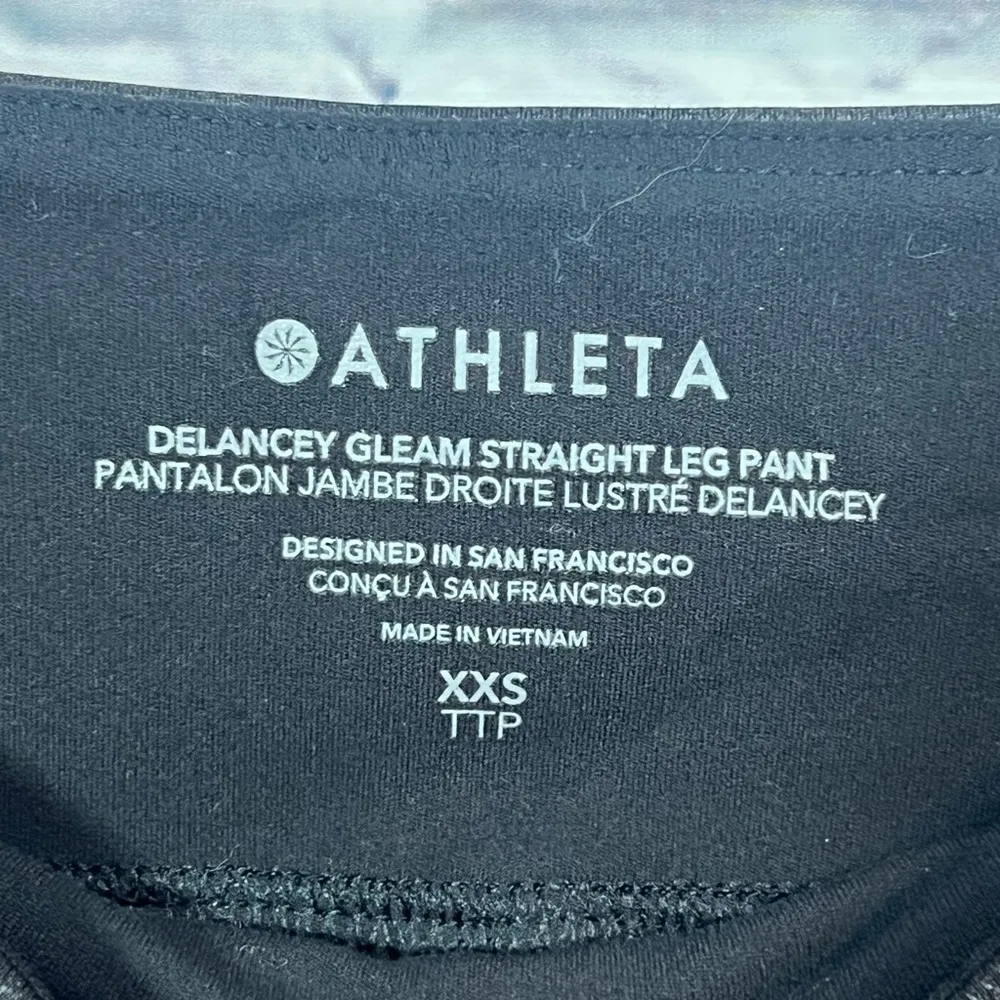 ATHLETA
DELANCEY GLEAM STRAIGHT LEG PANT
PANTALON JAMBE DROITE LUSTRÉ DELANCEY
DESIGNED IN SAN FRANCISCO
CONÇU À SAN FRANCISCO
MADE IN VIETNAM
XXS
TTP